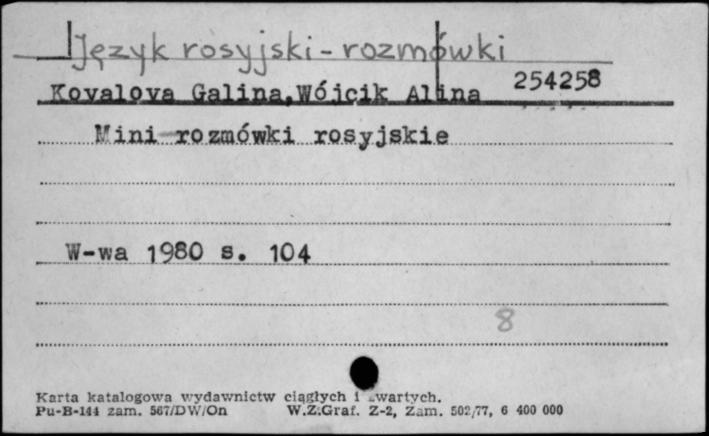 Język rosyjski - rozmówki
254258
Kovalova Galina, Wójcik Alina
Mini rozmówki rosyjskie
W-wa 1980 s. 104
8
Karta katalogowa wydawnictw ciągłych i zwartych.
Pu-B-144 zam. 567/DW/On W.Z.Graf. Z-2, Zam. 502/77, 6 400 000